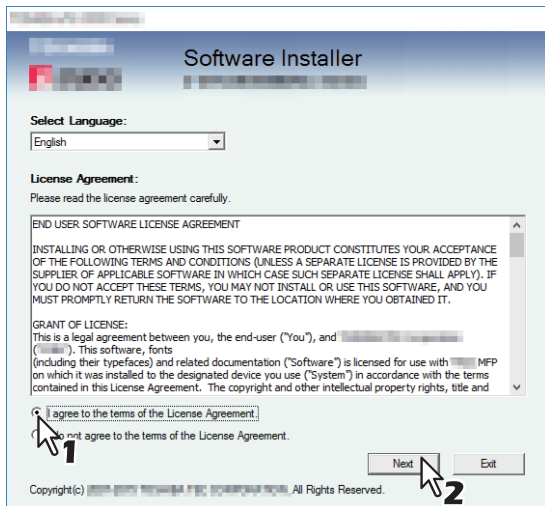 Software Installer
Select Language:
English
License Agreement:
Please read the license agreement carefully.
END USER SOFTWARE LICENSE AGREEMENT
INSTALLING OR OTHERWISE USING THIS SOFTWARE PRODUCT CONSTITUTES YOUR ACCEPTANCE
OF THE FOLLOWING TERMS AND CONDITIONS (UNLESS A SEPARATE LICENSE IS PROVIDED BY THE
SUPPLIER OF APPLICABLE SOFTWARE IN WHICH CASE SUCH SEPARATE LICENSE SHALL APPLY). IF
YOU DO NOT ACCEPT THESE TERMS, YOU MAY NOT INSTALL OR USE THIS SOFTWARE, AND YOU
MUST PROMPTLY RETURN THE SOFTWARE TO THE LOCATION WHERE YOU OBTAINED IT.
GRANT OF LICENSE:
This is a legal agreement between you, the end-user ("You"), and
("       "). This software, fonts
(including their typefaces) and related documentation ("Software") is licensed for use with MFP
on which it was installed to the designated device you use ("System") in accordance with the terms
contained in this License Agreement. The copyright and other intellectual property rights, title and
I agree to the terms of the License Agreement.
do not agree to the terms of the License Agreement.
1
Next Exit
2
Copyright(c) All Rights Reserved.